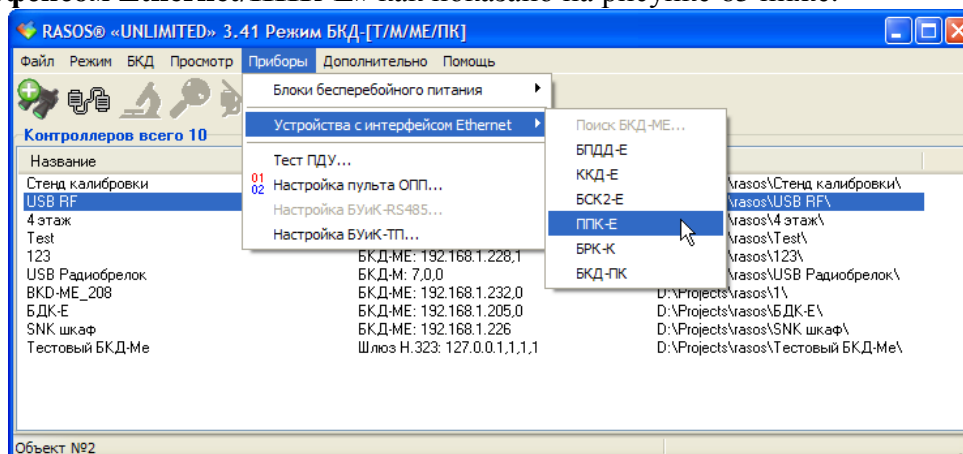 как показано на рисунке 63 ниже.
RASOS® «UNLIMITED» 3.41 Режим БКД-[Т/М/МЕ/ПК]
Файл Режим БКД Просмотр Приборы Дополнительно Помощь
Блоки бесперебойного питания
Устройства с интерфейсом Ethernet
Тест ПДУ...
01 02 Настройка пульта ОПП...
Настройка БУиК-RS485...
Настройка БУиК-ТП...
Поиск БКД-МЕ...
БПДД-Е
ККД-Е
БСК2-Е
ППК-Е
БРК-К
БКД-ПК
Контроллеров всего 10
Название
Стенд калибровки \rasos\Стенд калибровки\
USB RF \rasos\USB RF\
4 этаж \rasos\4 этаж\
Test \rasos\Test\
123 БКД-МЕ: 192.168.1.228,1 \rasos\123\
USB Радиобрелок БКД-М: 7,0,0 \rasos\USB Радиобрелок\
BKD-ME_208 БКД-МЕ: 192.168.1.232,0 D:\Projects\rasos\1\
БДК-Е БКД-МЕ: 192.168.1.205,0 D:\Projects\rasos\БДК-Е\
SNK шкаф БКД-МЕ: 192.168.1.226 D:\Projects\rasos\SNK шкаф\
Тестовый БКД-Ме Шлюз H.323: 127.0.0.1,1,1,1 D:\Projects\rasos\Тестовый БКД-Ме\
Объект №2